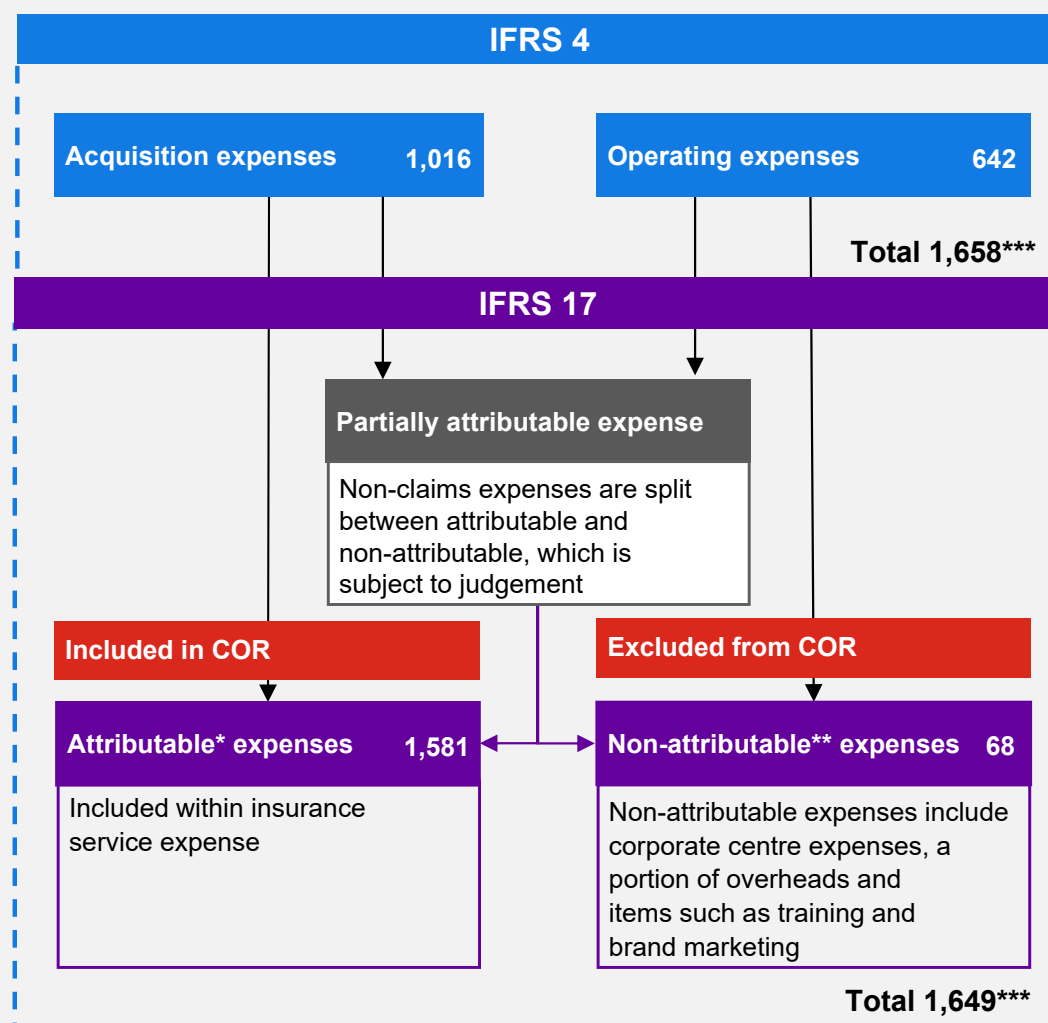 IFRS 4
Acquisition expenses 1,016
Operating expenses 642
Total 1,658***
IFRS 17
Partially attributable expense
Non-claims expenses are split
between attributable and
non-attributable, which is
subject to judgement
Included in COR
Excluded from COR
Attributable* expenses 1,581
Included within insurance
service expense
Non-attributable** expenses 68
Non-attributable expenses include
corporate centre expenses, a
portion of overheads and
items such as training and
brand marketing
Total 1,649***